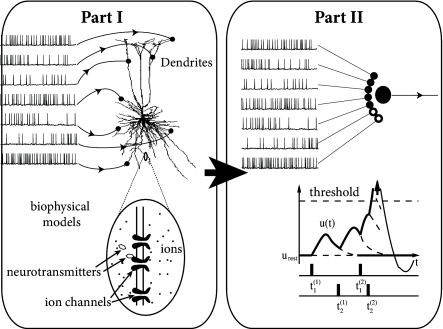 Part I
Part II
Dendrites
biophysical
models
neurotransmitters
ions
ion channels
threshold
u(t)
u_rest
t
t_1^(1) t_1^(2)
t_2^(1) t_2^(2)